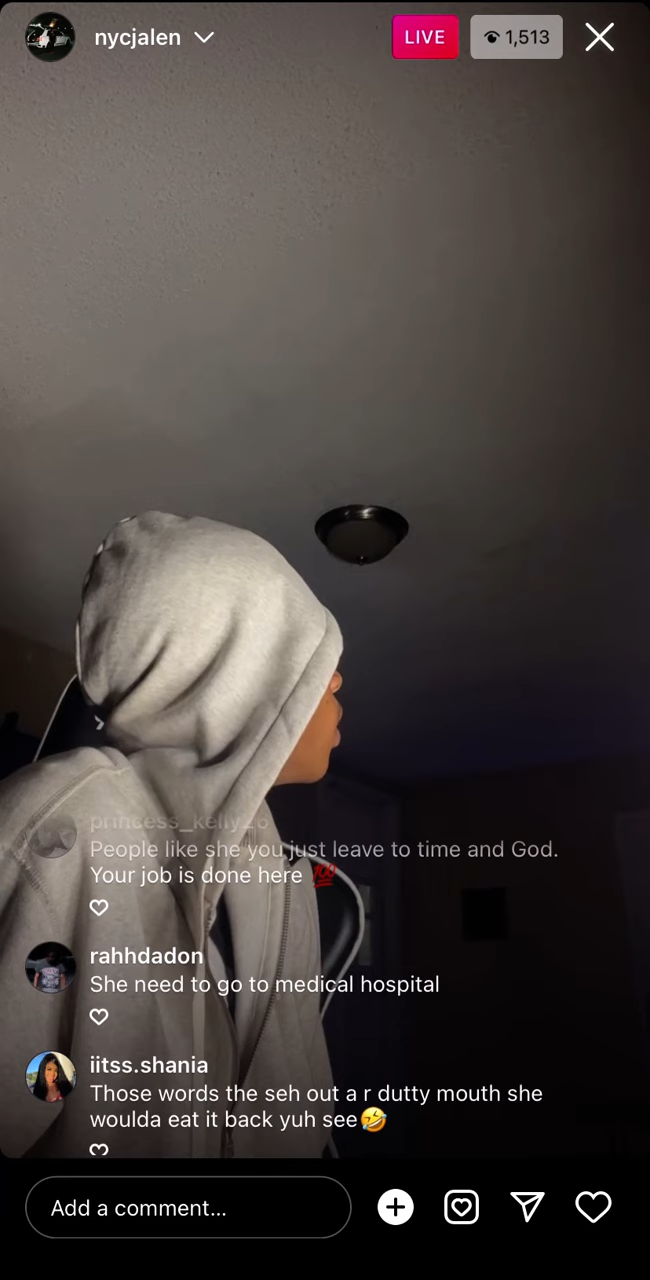 nycjalen
LIVE
1,513
princess_kelly26
People like she you just leave to time and God.
Your job is done here 💯
rahhdadon
She need to go to medical hospital
iitss.shania
Those words the seh out a r dutty mouth she
woulda eat it back yuh see🤣
Add a comment...